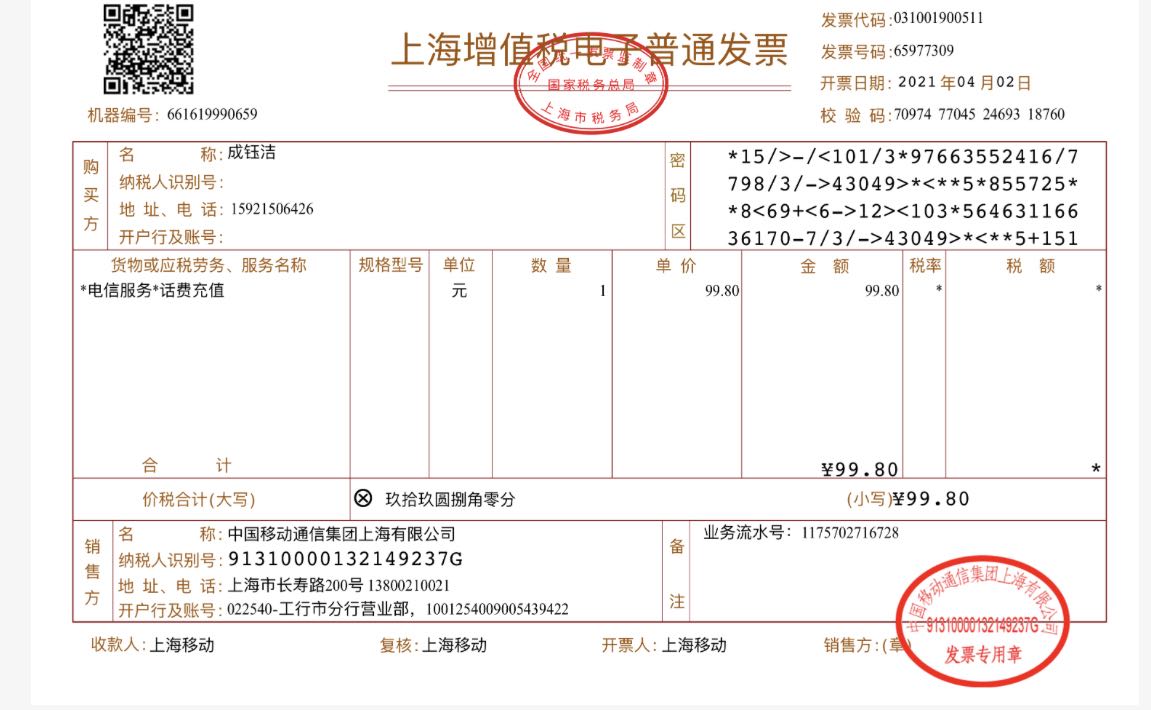 上海增值税电子普通发票
全国统一发票监制章
国家税务总局
上海市税务局
机器编号: 661619990659
发票代码:031001900511
发票号码:65977309
开票日期: 2021 年04 月02 日
校 验 码:70974 77045 24693 18760
购买方
名 称:成钰洁
纳税人识别号:
地 址、电 话: 15921506426
开户行及账号:
密码区
*15/>-/<101/3*97663552416/7
798/3/->43049>*<**5*855725*
*8<69+<6->12><103*564631166
36170-7/3/->43049>*<**5+151
货物或应税劳务、服务名称 规格型号 单位 数 量 单 价 金 额 税率 税 额
*电信服务*话费充值 元 1 99.80 99.80 * *
合 计 ¥99.80 *
价税合计(大写) ⊗ 玖拾玖圆捌角零分 (小写)¥99.80
销售方
名 称:中国移动通信集团上海有限公司
纳税人识别号:91310000132149237G
地 址、电 话:上海市长寿路200号 13800210021
开户行及账号:022540-工行市分行营业部，1001254009005439422
备注
业务流水号：1175702716728
收款人:上海移动 复核:上海移动 开票人:上海移动 销售方:(章)
中国移动通信集团上海有限公司
91310000132149237G
发票专用章